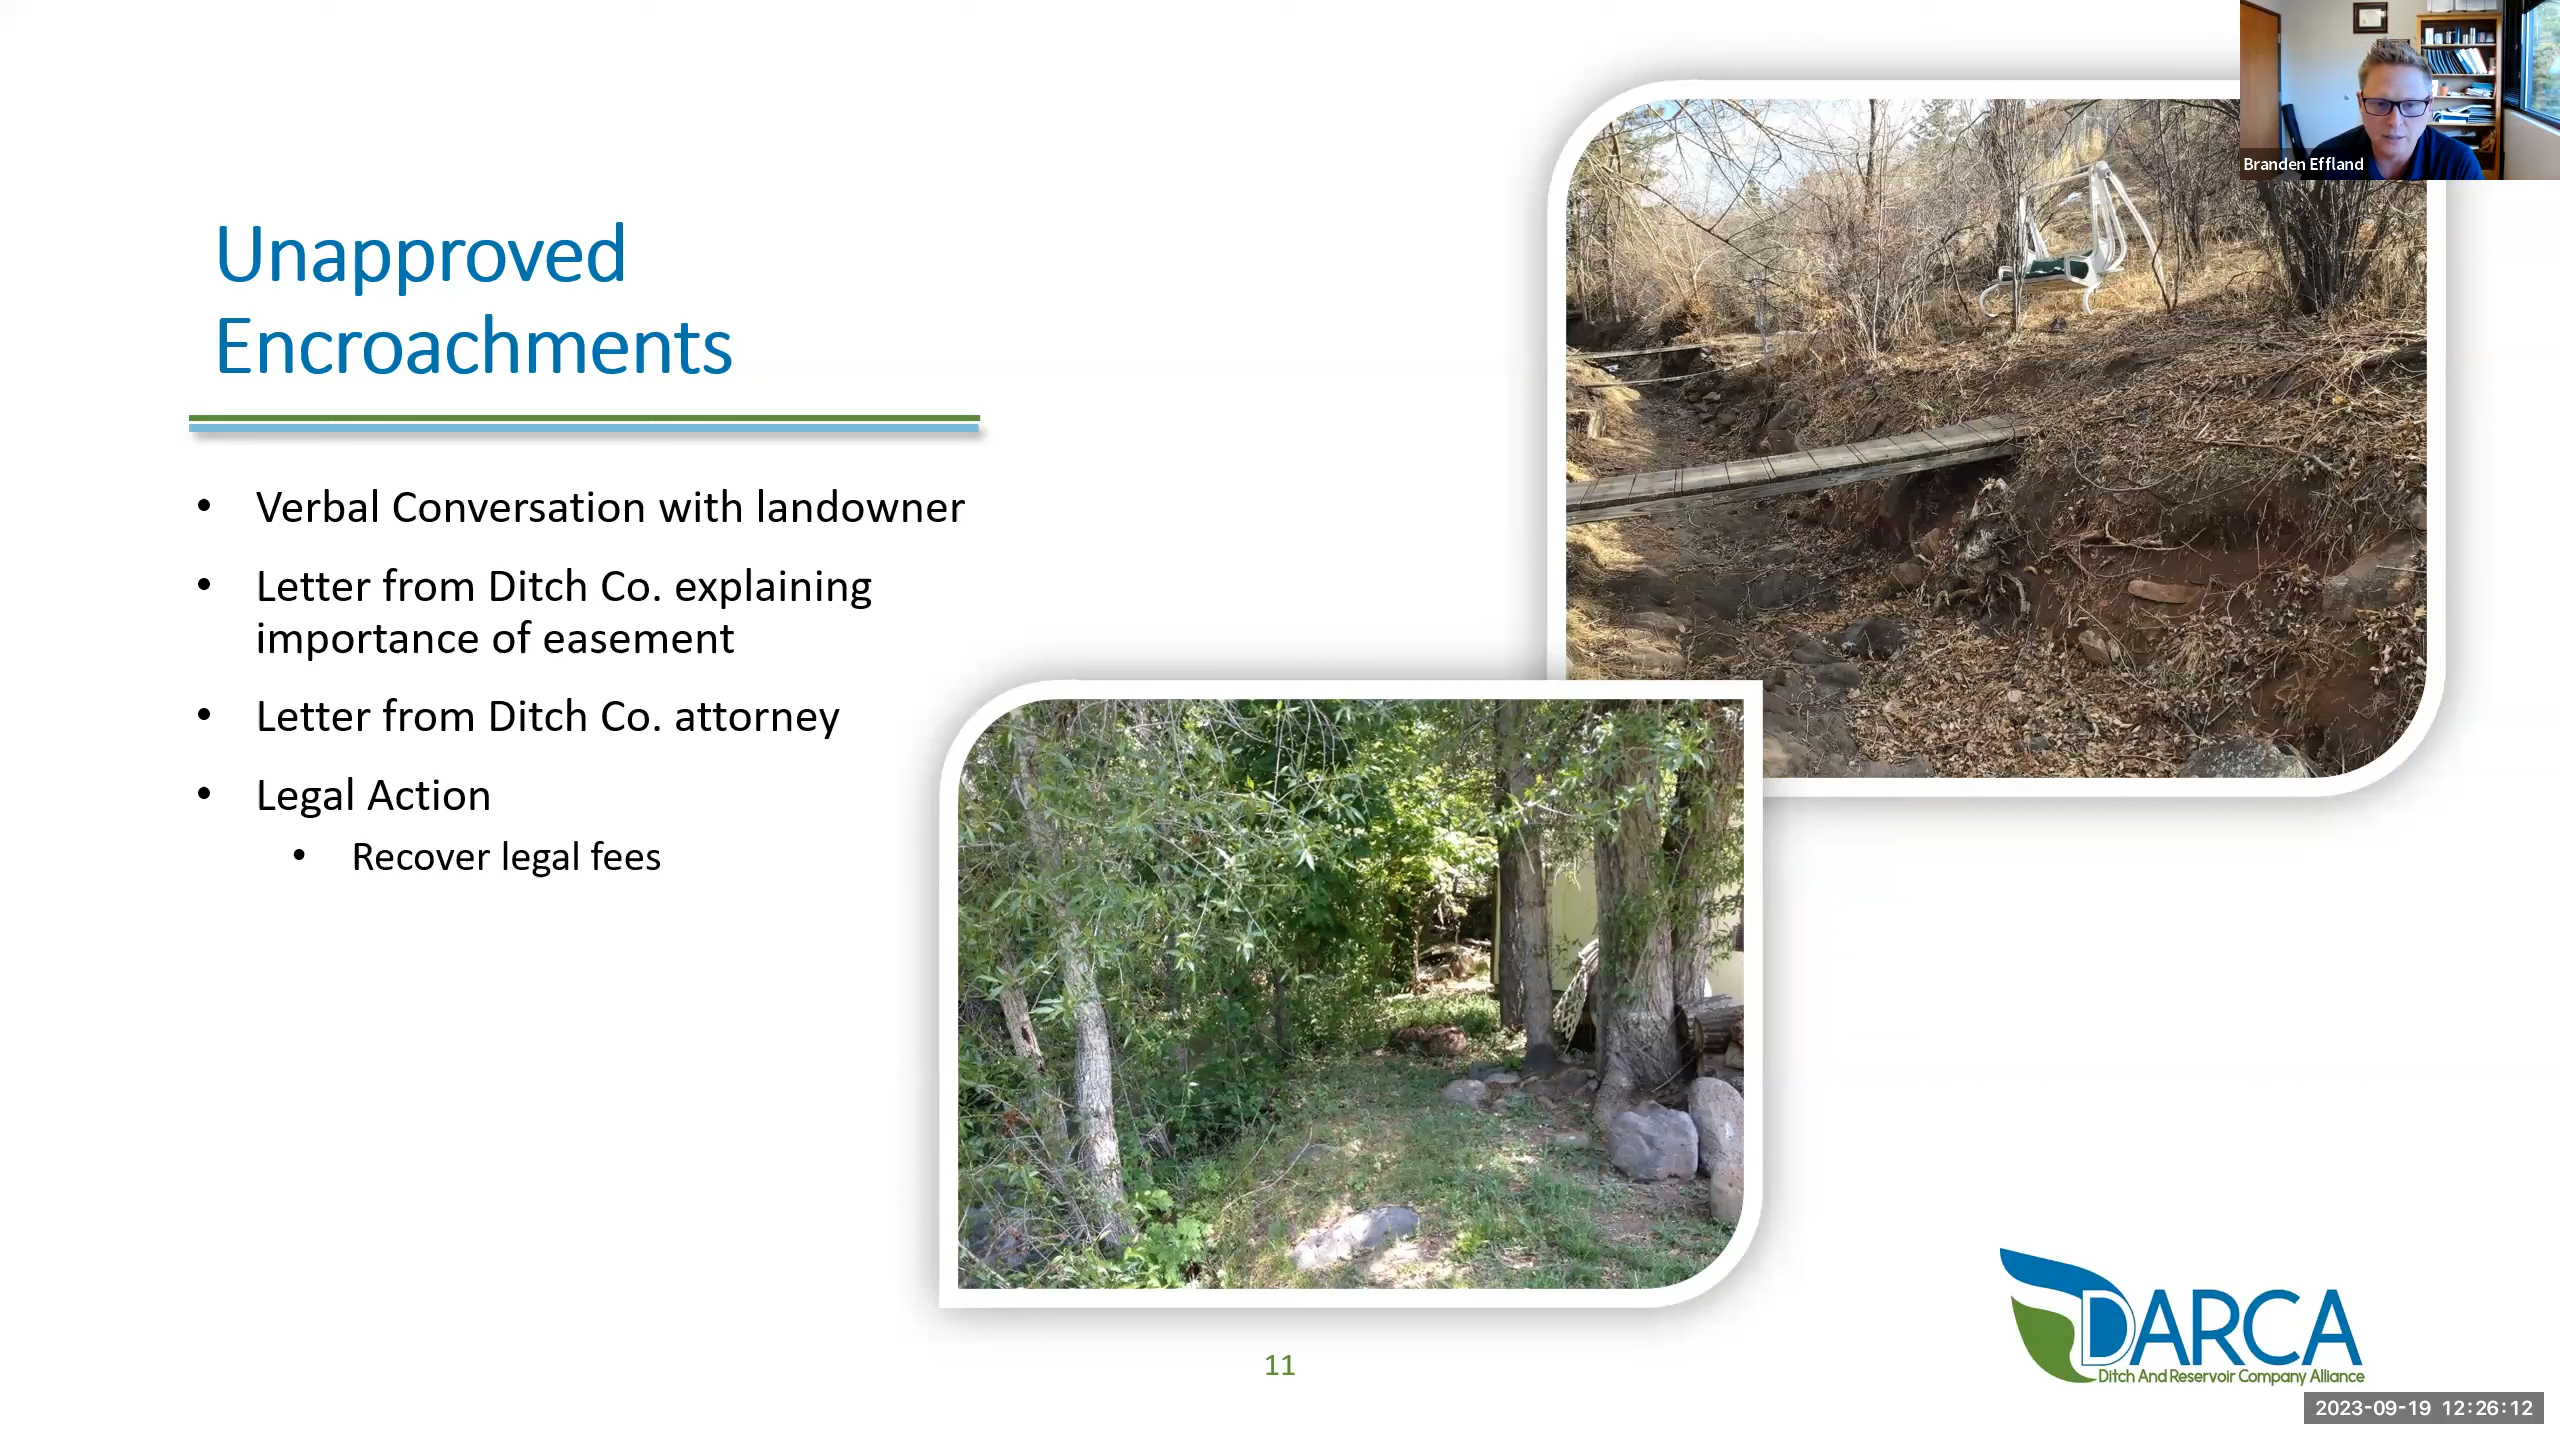 Branden Effland
Unapproved
Encroachments
• Verbal Conversation with landowner
• Letter from Ditch Co. explaining
importance of easement
• Letter from Ditch Co. attorney
• Legal Action
• Recover legal fees
11
DARCA
Ditch And Reservoir Company Alliance
2023-09-19 12:26:12